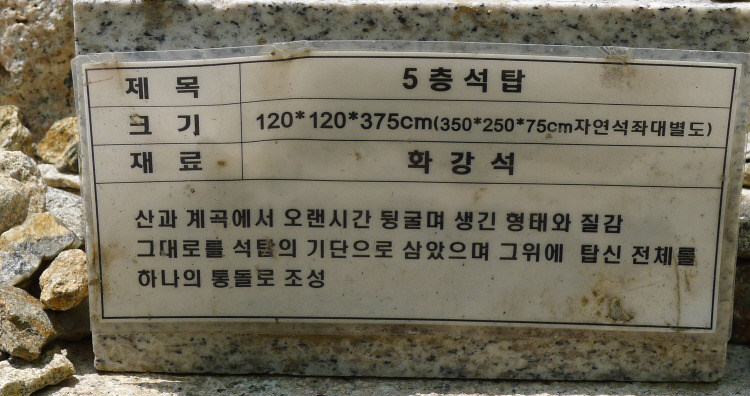 제 목 5층석탑
크 기 120*120*375cm(350*250*75cm자연석좌대별도)
재 료 화강석
산과 계곡에서 오랜시간 뒹굴며 생긴 형태와 질감
그대로를 석탑의 기단으로 삼았으며 그위에 탑신 전체를
하나의 통돌로 조성